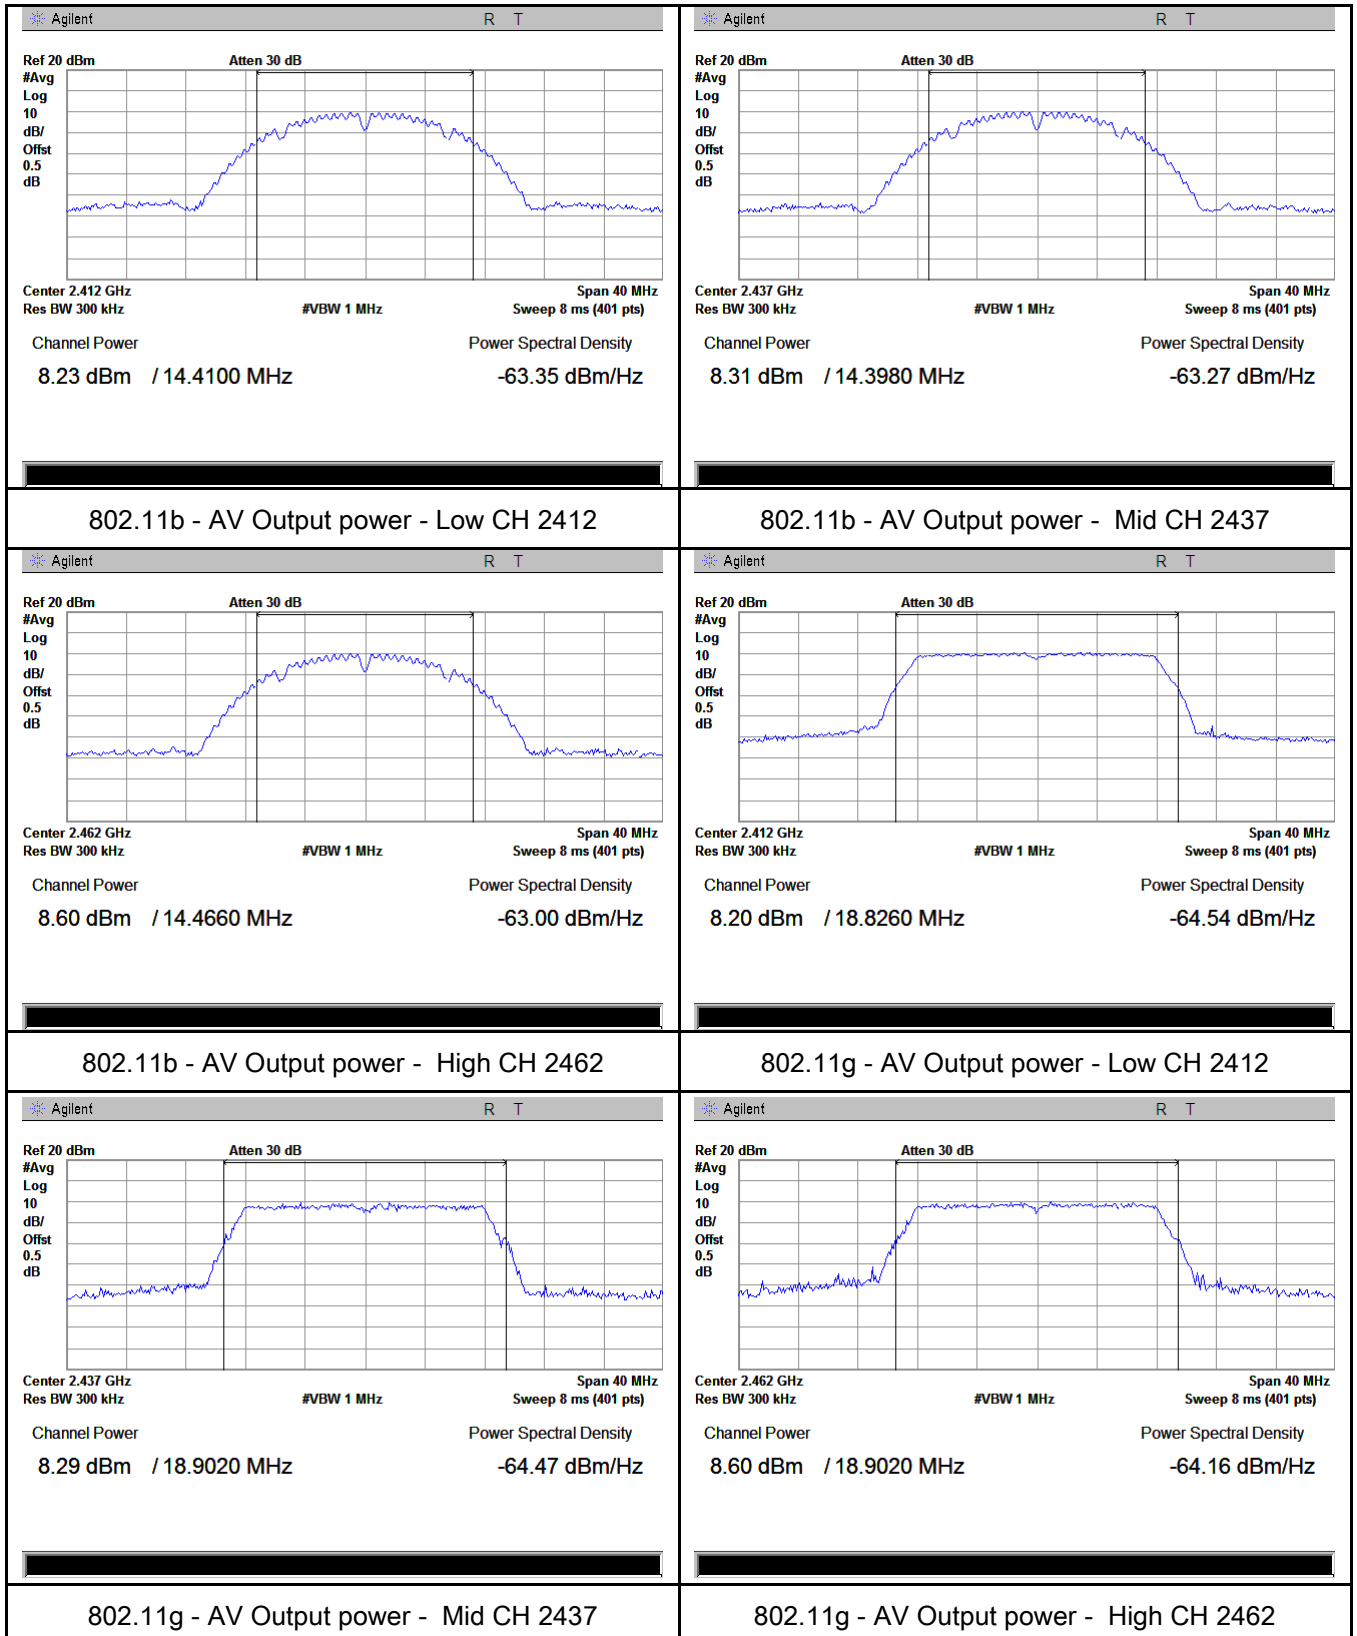 Agilent R T
Ref 20 dBm Atten 30 dB
#Avg
Log
10
dB/
Offst
0.5
dB
Center 2.412 GHz Span 40 MHz
Res BW 300 kHz #VBW 1 MHz Sweep 8 ms (401 pts)
Channel Power Power Spectral Density
8.23 dBm / 14.4100 MHz -63.35 dBm/Hz
802.11b - AV Output power - Low CH 2412
Agilent R T
Ref 20 dBm Atten 30 dB
#Avg
Log
10
dB/
Offst
0.5
dB
Center 2.437 GHz Span 40 MHz
Res BW 300 kHz #VBW 1 MHz Sweep 8 ms (401 pts)
Channel Power Power Spectral Density
8.31 dBm / 14.3980 MHz -63.27 dBm/Hz
802.11b - AV Output power - Mid CH 2437
Agilent R T
Ref 20 dBm Atten 30 dB
#Avg
Log
10
dB/
Offst
0.5
dB
Center 2.462 GHz Span 40 MHz
Res BW 300 kHz #VBW 1 MHz Sweep 8 ms (401 pts)
Channel Power Power Spectral Density
8.60 dBm / 14.4660 MHz -63.00 dBm/Hz
802.11b - AV Output power - High CH 2462
Agilent R T
Ref 20 dBm Atten 30 dB
#Avg
Log
10
dB/
Offst
0.5
dB
Center 2.412 GHz Span 40 MHz
Res BW 300 kHz #VBW 1 MHz Sweep 8 ms (401 pts)
Channel Power Power Spectral Density
8.20 dBm / 18.8260 MHz -64.54 dBm/Hz
802.11g - AV Output power - Low CH 2412
Agilent R T
Ref 20 dBm Atten 30 dB
#Avg
Log
10
dB/
Offst
0.5
dB
Center 2.437 GHz Span 40 MHz
Res BW 300 kHz #VBW 1 MHz Sweep 8 ms (401 pts)
Channel Power Power Spectral Density
8.29 dBm / 18.9020 MHz -64.47 dBm/Hz
802.11g - AV Output power - Mid CH 2437
Agilent R T
Ref 20 dBm Atten 30 dB
#Avg
Log
10
dB/
Offst
0.5
dB
Center 2.462 GHz Span 40 MHz
Res BW 300 kHz #VBW 1 MHz Sweep 8 ms (401 pts)
Channel Power Power Spectral Density
8.60 dBm / 18.9020 MHz -64.16 dBm/Hz
802.11g - AV Output power - High CH 2462